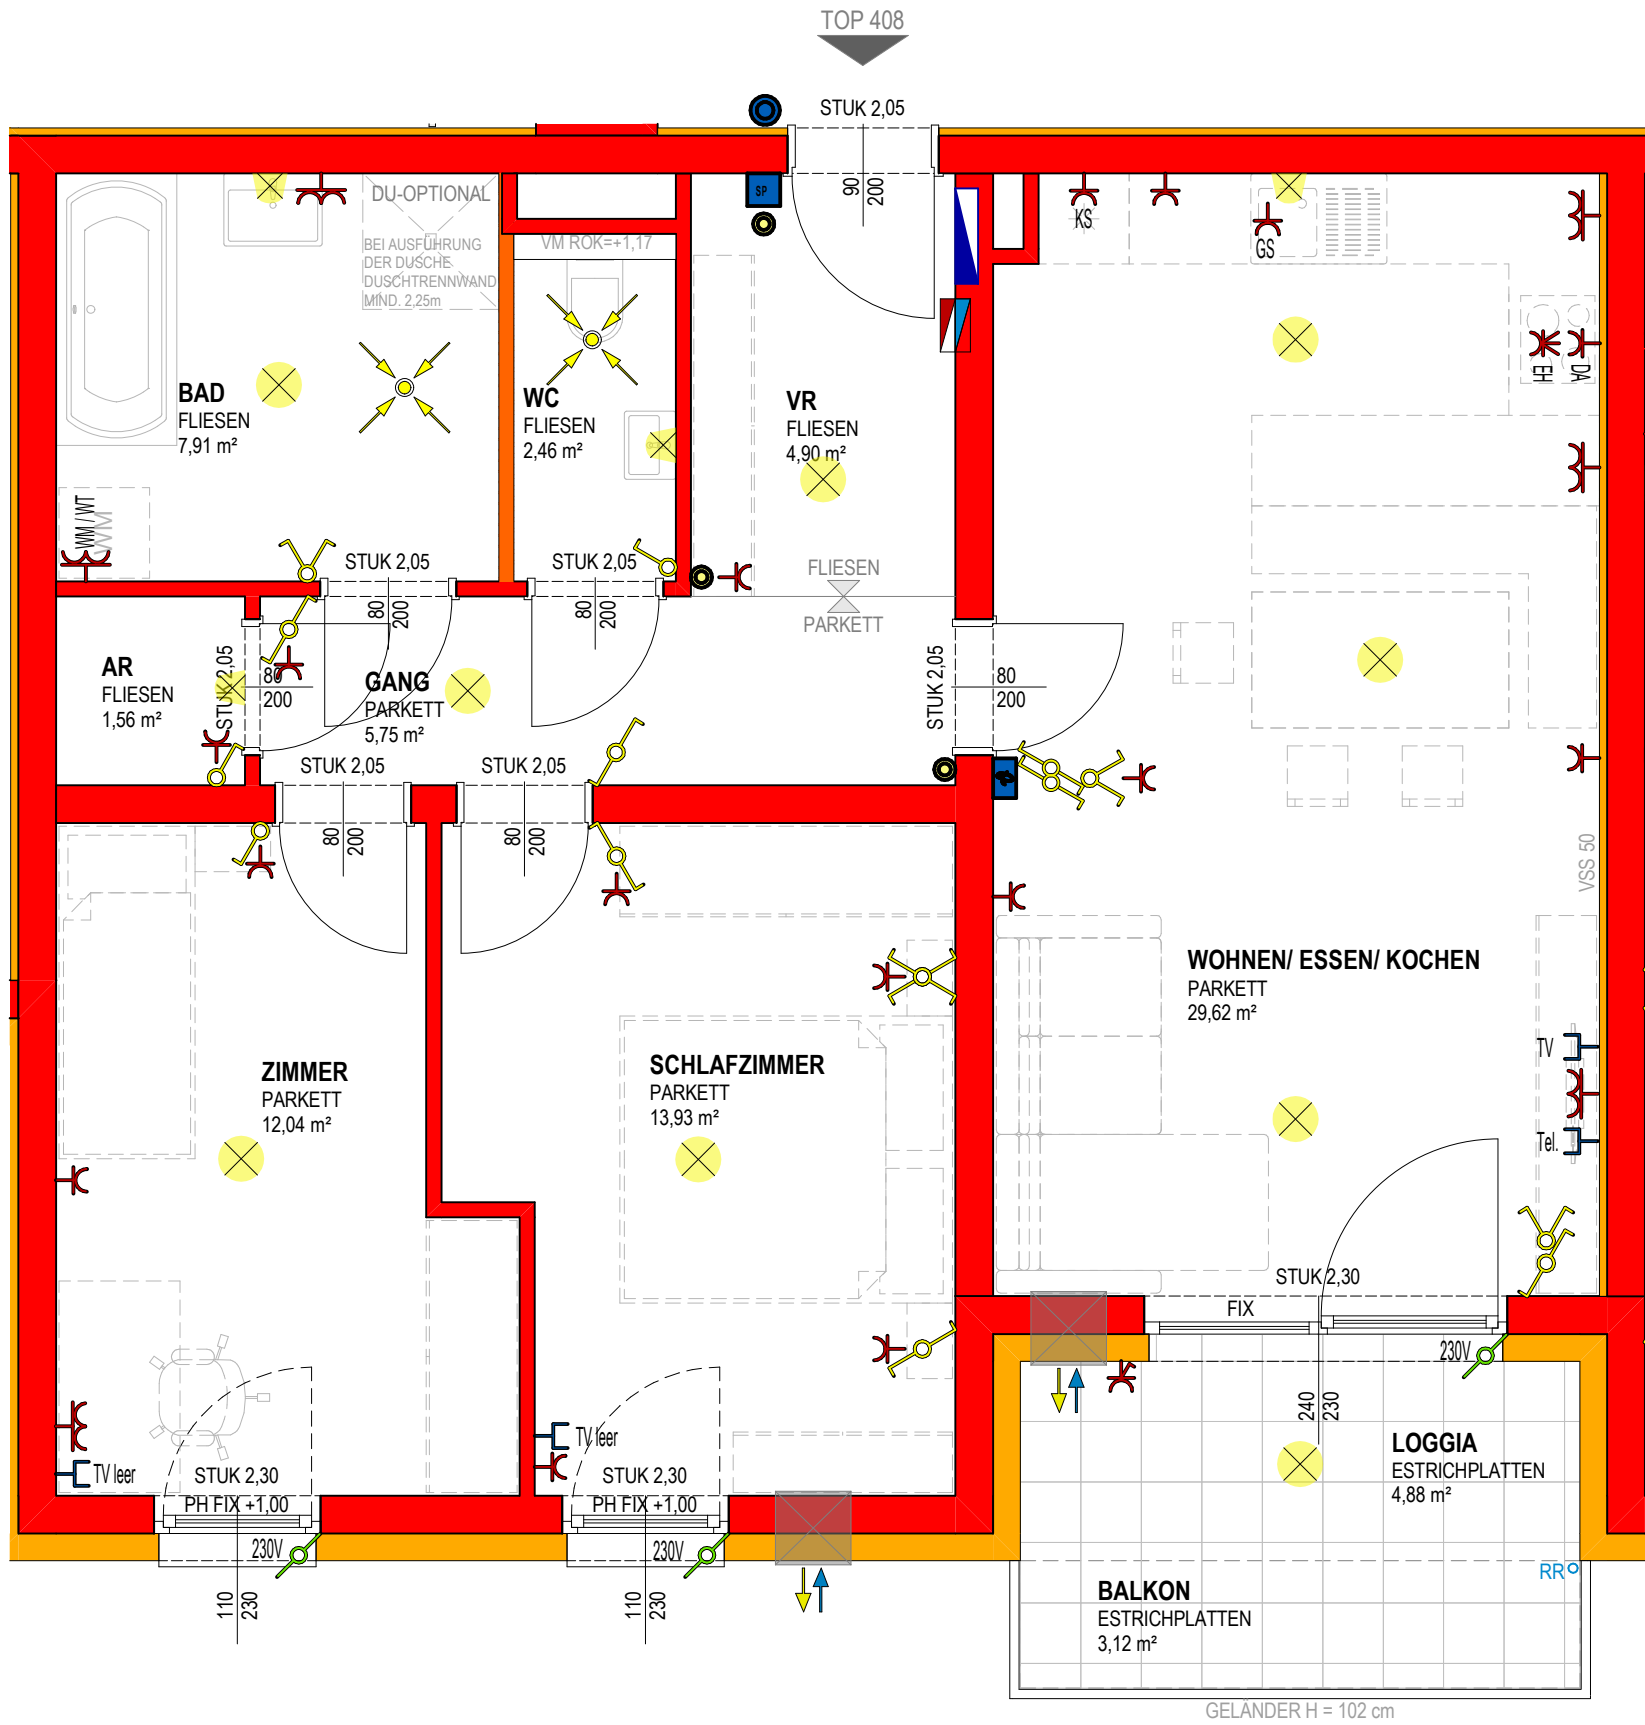 TOP 408
STUK 2,05
90
200
SP
DU-OPTIONAL
BEI AUSFÜHRUNG
DER DUSCHE
DUSCHTRENNWAND
MIND. 2,25m
VM ROK=+1,17
KS
GS
EH
DA
BAD
FLIESEN
7,91 m²
WC
FLIESEN
2,46 m²
VR
FLIESEN
4,90 m²
WM/WT
WM
STUK 2,05
80
200
STUK 2,05
80
200
FLIESEN
PARKETT
AR
FLIESEN
1,56 m²
STUK 2,05
80
200
GANG
PARKETT
5,75 m²
STUK 2,05
80
200
STUK 2,05
80
200
STUK 2,05
80
200
VSS 50
WOHNEN/ ESSEN/ KOCHEN
PARKETT
29,62 m²
ZIMMER
PARKETT
12,04 m²
SCHLAFZIMMER
PARKETT
13,93 m²
TV
Tel.
STUK 2,30
FIX
230V
240
230
TV leer
TV leer
STUK 2,30
PH FIX +1,00
230V
110
230
STUK 2,30
PH FIX +1,00
230V
110
230
LOGGIA
ESTRICHPLATTEN
4,88 m²
RR
BALKON
ESTRICHPLATTEN
3,12 m²
GELÄNDER H = 102 cm